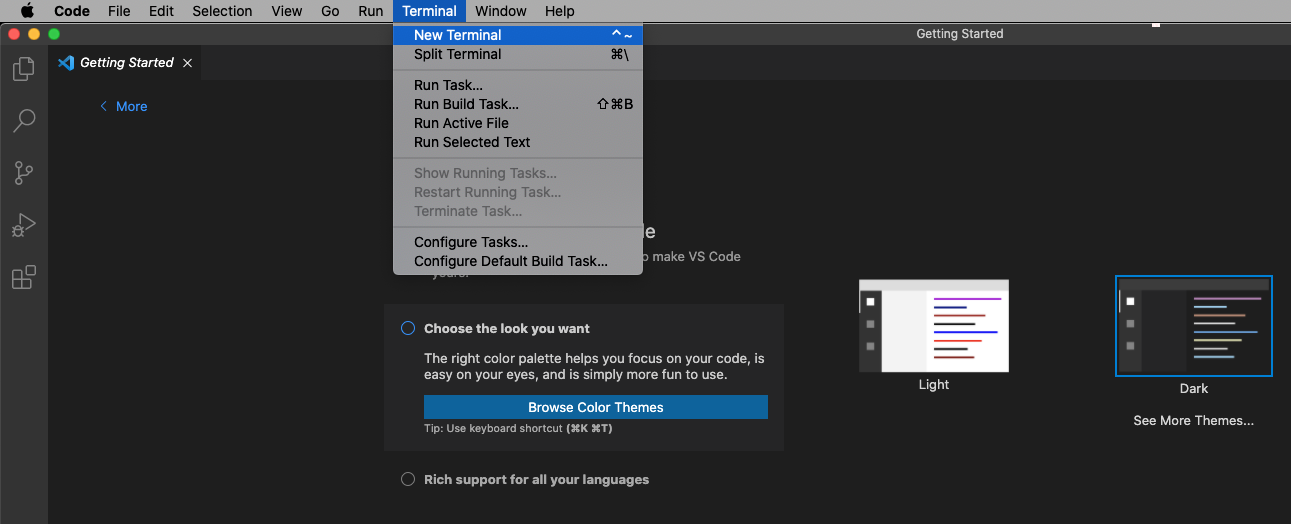 Code File Edit Selection View Go Run Terminal Window Help
Getting Started
Getting Started ×
New Terminal ⌃~
Split Terminal ⌘\
Run Task...
Run Build Task... ⇧⌘B
Run Active File
Run Selected Text
Show Running Tasks...
Restart Running Task...
Terminate Task...
Configure Tasks...
Configure Default Build Task...
< More
to make VS Code
yours.
Choose the look you want
The right color palette helps you focus on your code, is
easy on your eyes, and is simply more fun to use.
Browse Color Themes
Tip: Use keyboard shortcut (⌘K ⌘T)
Rich support for all your languages
Light
Dark
See More Themes...